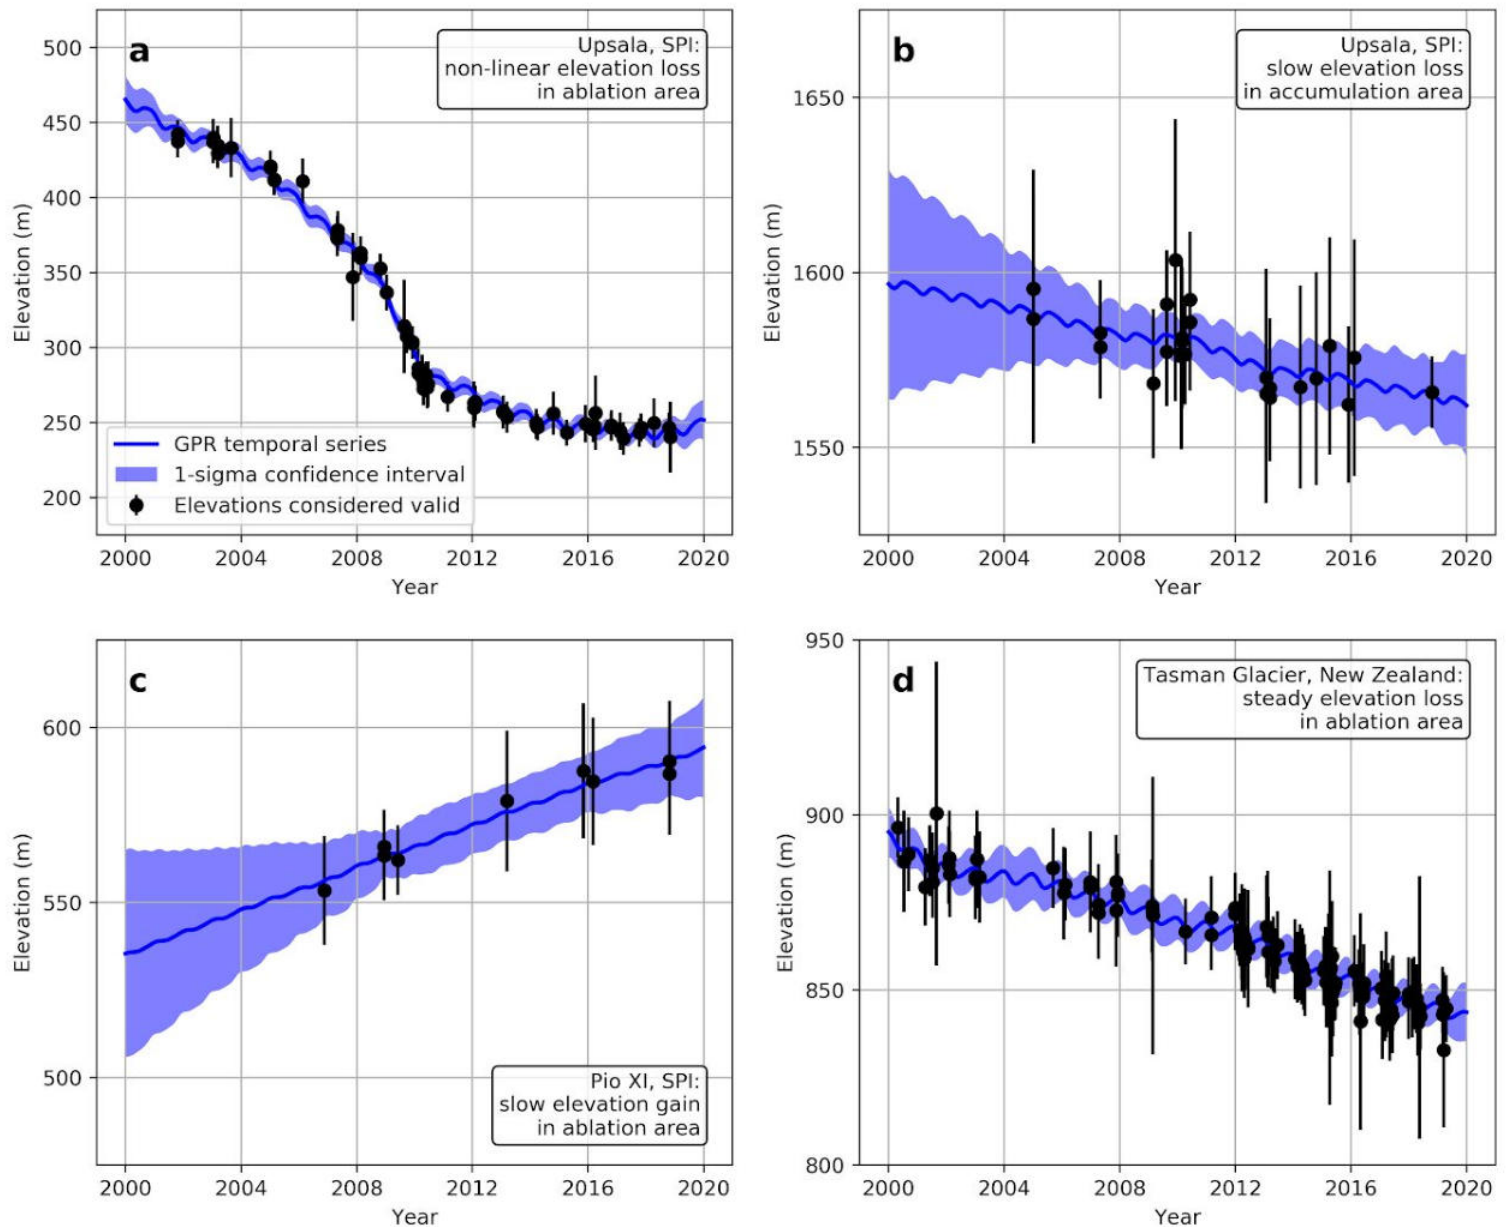 a
Upsala, SPI:
non-linear elevation loss
in ablation area
500
450
400
350
300
250
200
Elevation (m)
GPR temporal series
1-sigma confidence interval
Elevations considered valid
2000 2004 2008 2012 2016 2020
Year
b
Upsala, SPI:
slow elevation loss
in accumulation area
1650
1600
1550
Elevation (m)
2000 2004 2008 2012 2016 2020
Year
c
600
550
500
Elevation (m)
Pio XI, SPI:
slow elevation gain
in ablation area
2000 2004 2008 2012 2016 2020
Year
d
Tasman Glacier, New Zealand:
steady elevation loss
in ablation area
950
900
850
800
Elevation (m)
2000 2004 2008 2012 2016 2020
Year